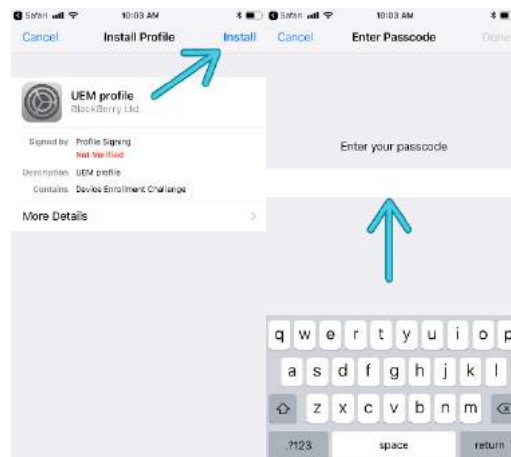 Safari 10:03 AM
Cancel Install Profile Install
UEM profile
BlackBerry Ltd.
Signed by Profile Signing
Not Verified
Description UEM profile
Contains Device Enrollment Challenge
More Details
Safari 10:03 AM
Cancel Enter Passcode Done
Enter your passcode
q w e r t y u i o p
a s d f g h j k l
z x c v b n m
.?123 space return